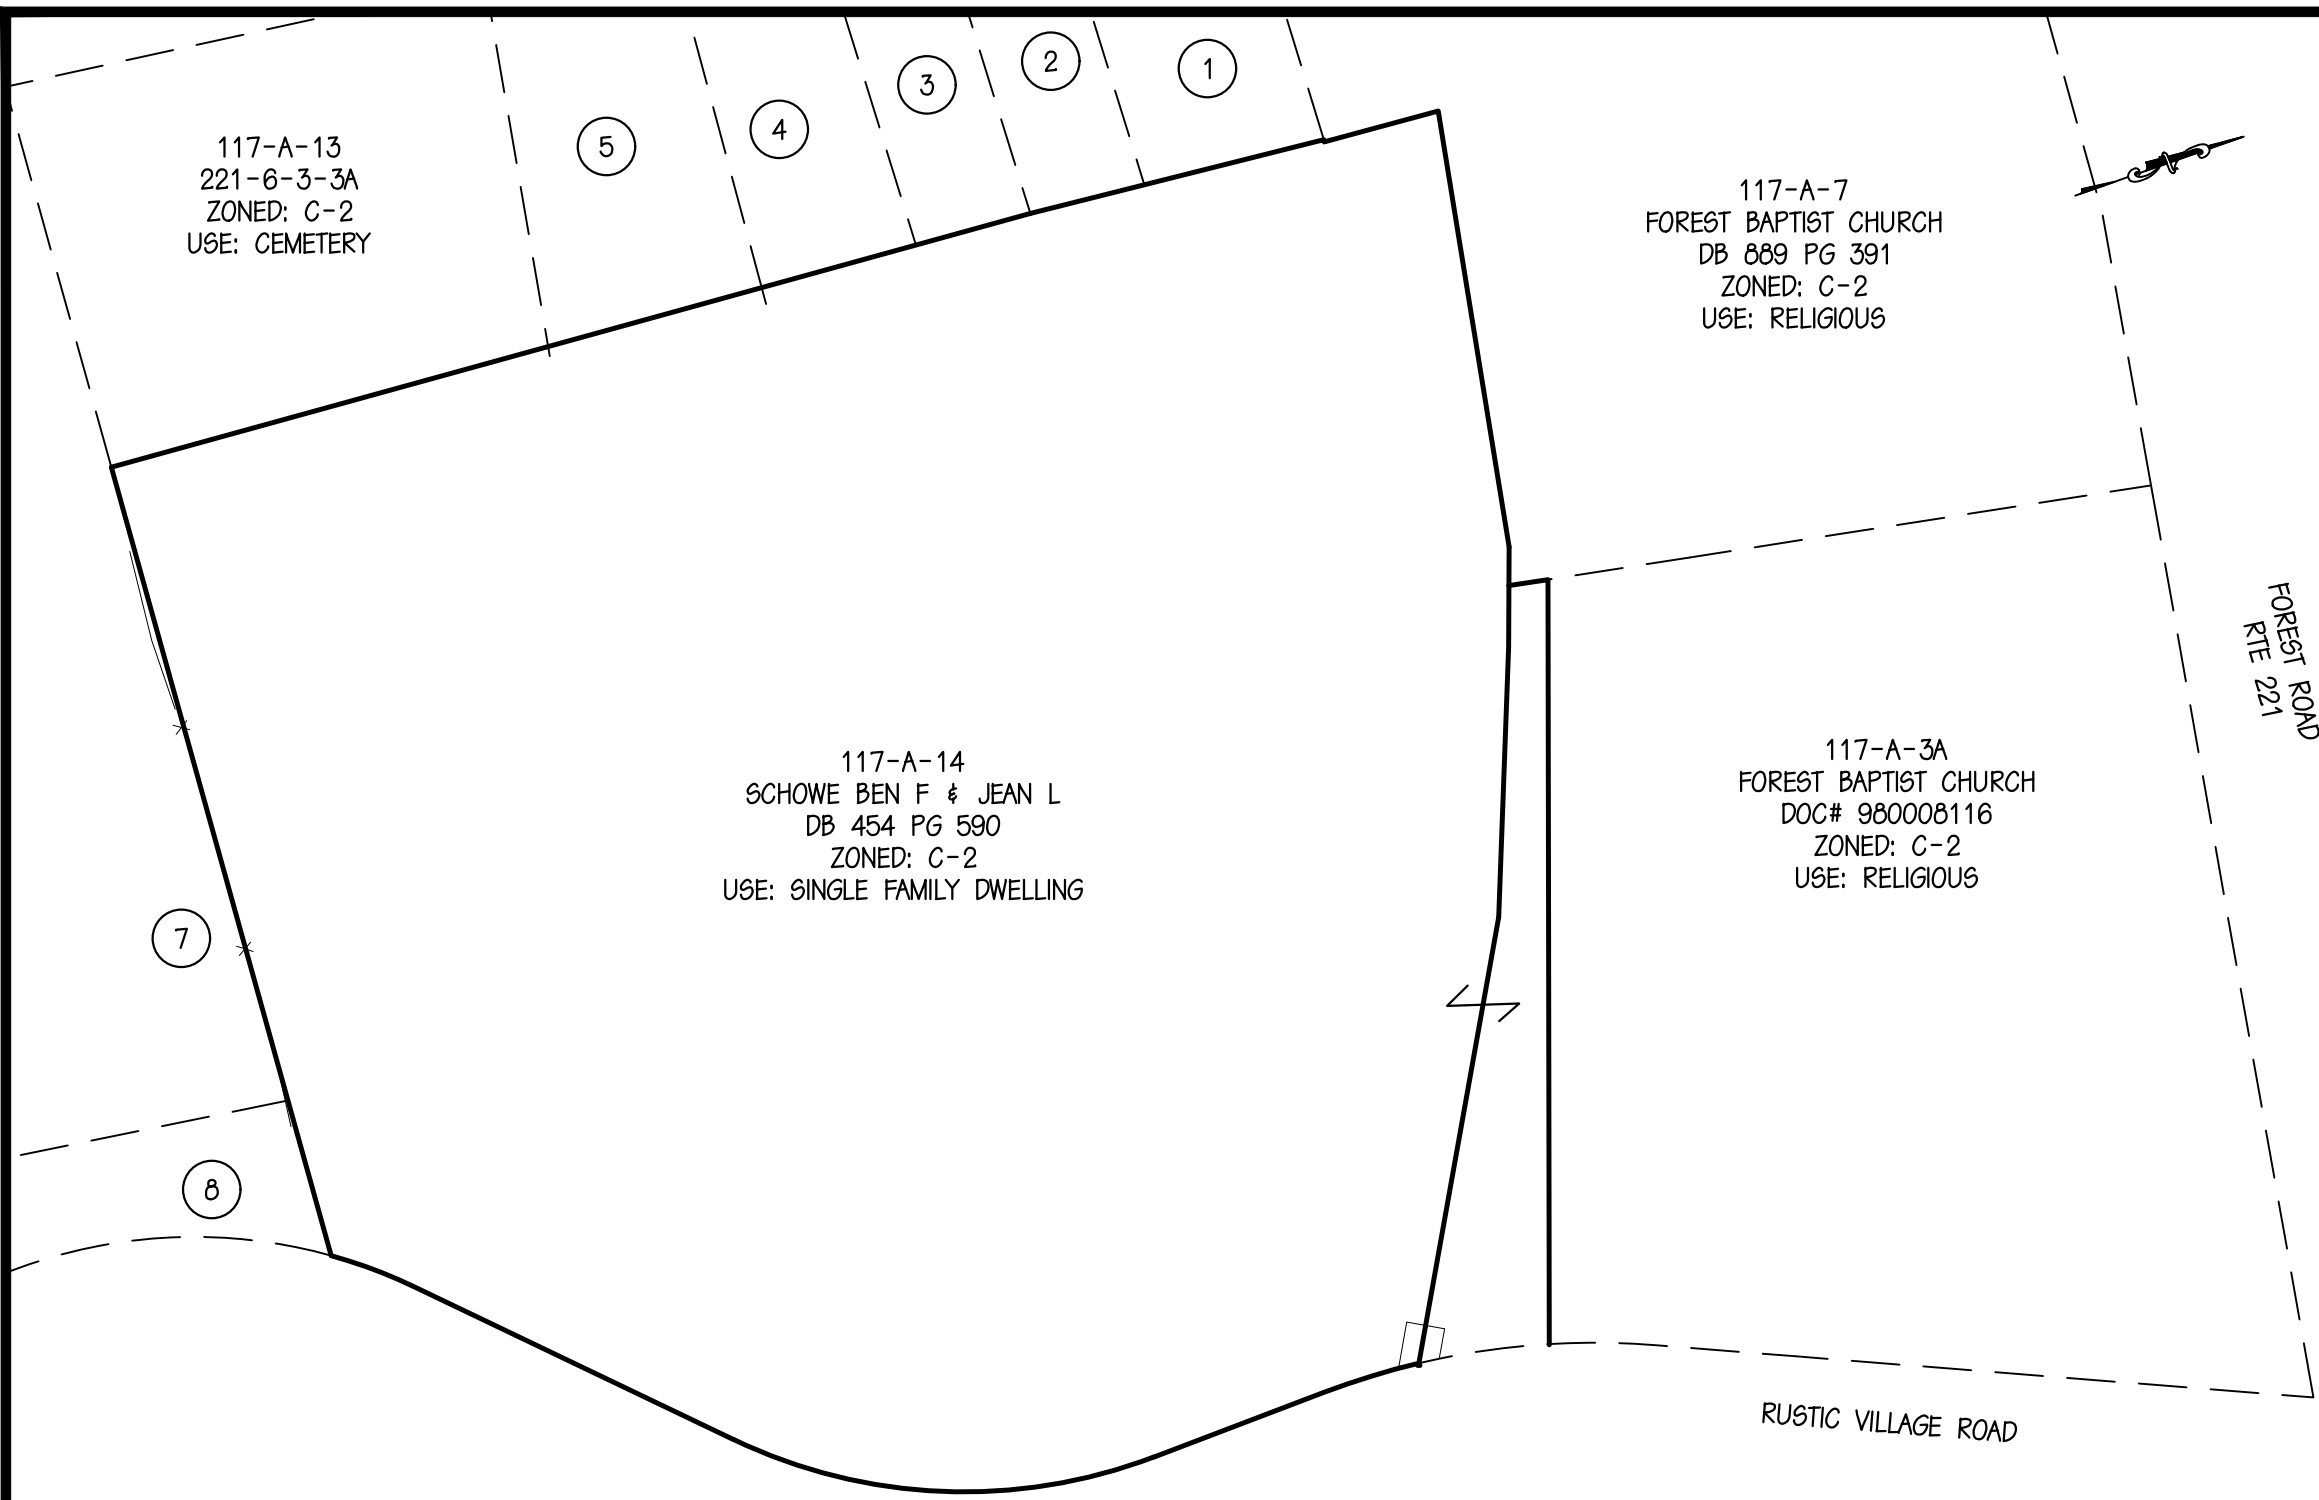 5
4
3
2
1
117-A-13
221-6-3-3A
ZONED: C-2
USE: CEMETERY
117-A-7
FOREST BAPTIST CHURCH
DB 889 PG 391
ZONED: C-2
USE: RELIGIOUS
FOREST ROAD
RTE 221
117-A-14
SCHOWE BEN F & JEAN L
DB 454 PG 590
ZONED: C-2
USE: SINGLE FAMILY DWELLING
117-A-3A
FOREST BAPTIST CHURCH
DOC# 980008116
ZONED: C-2
USE: RELIGIOUS
7
8
RUSTIC VILLAGE ROAD